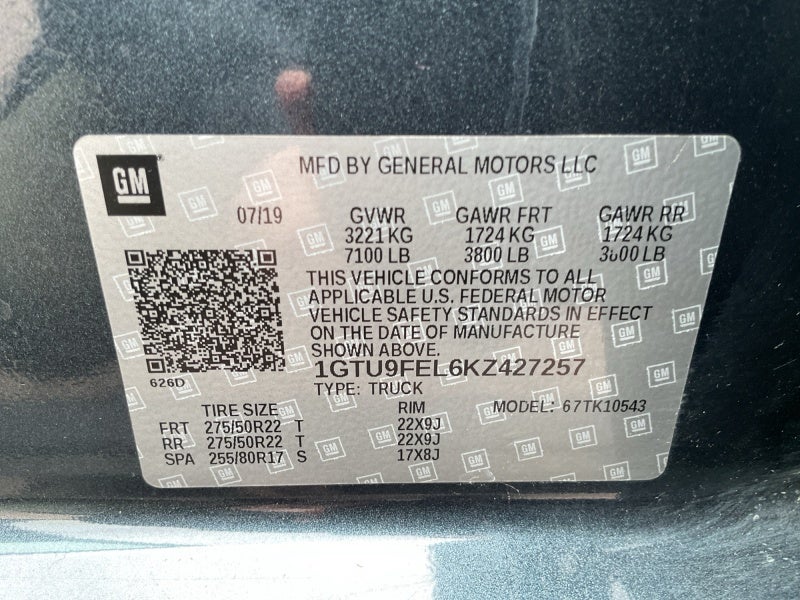 GM
MFD BY GENERAL MOTORS LLC
07/19 GVWR GAWR FRT GAWR RR
3221 KG 1724 KG 1724 KG
7100 LB 3800 LB 3800 LB
THIS VEHICLE CONFORMS TO ALL
APPLICABLE U.S. FEDERAL MOTOR
VEHICLE SAFETY STANDARDS IN EFFECT
ON THE DATE OF MANUFACTURE
SHOWN ABOVE.
1GTU9FEL6KZ427257
626D
TYPE: TRUCK
TIRE SIZE RIM MODEL: 67TK10543
FRT 275/50R22 T 22X9J
RR 275/50R22 T 22X9J
SPA 255/80R17 S 17X8J